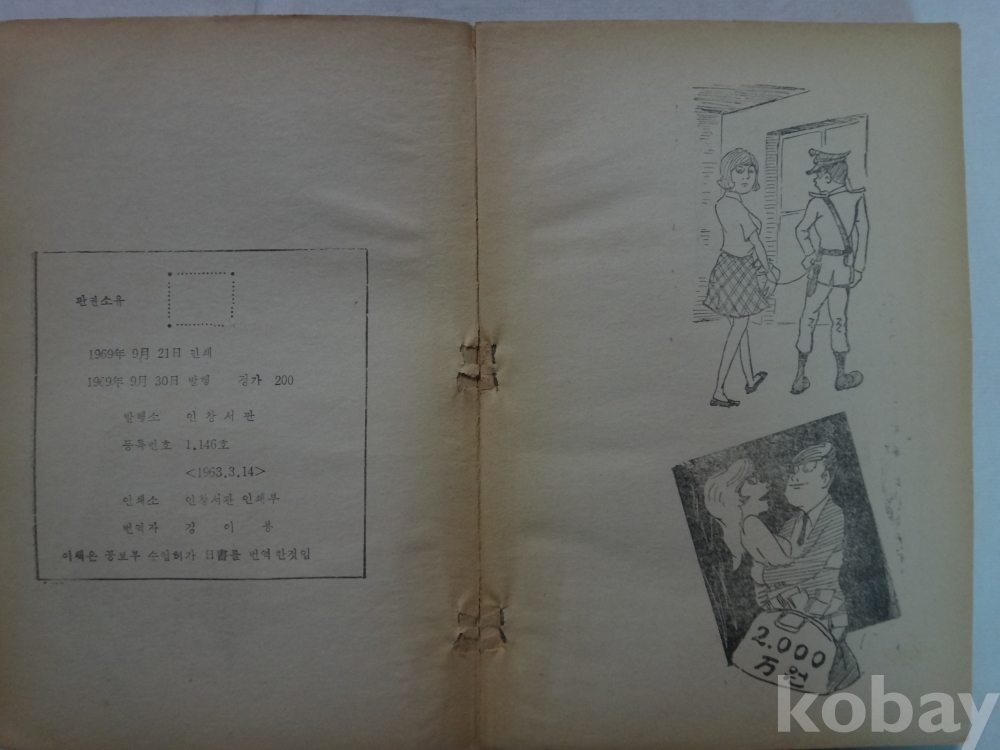 판권소유
1969年 9月 21日 인쇄
1969年 9月 30日 발행 정가 200
발행소 인창서관
등록번호 1.146호
<1963.3.14>
인쇄소 인창서관 인쇄부
번역자 김이봉
이책은 공보부 수입허가 日書를 번역한것임
2.000
万원
kobay